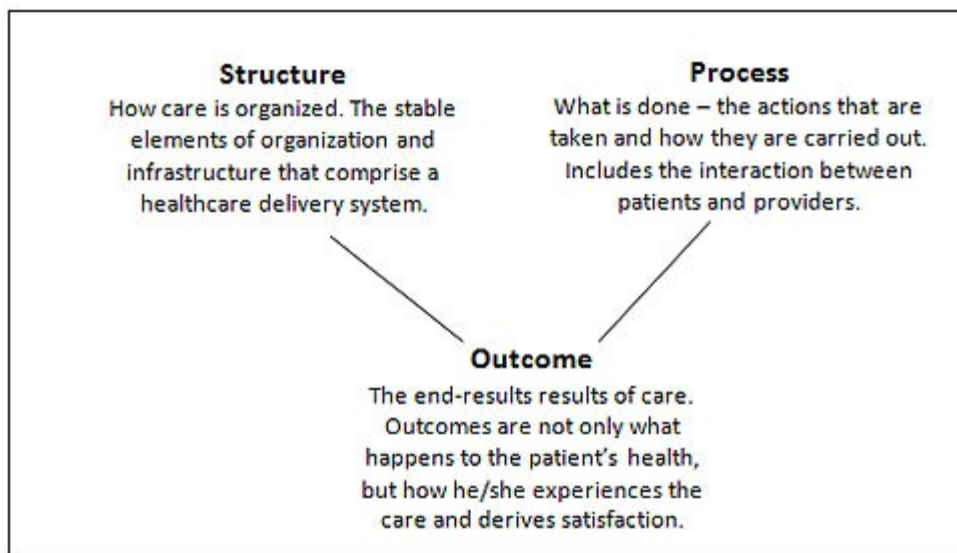 Structure
How care is organized. The stable
elements of organization and
infrastructure that comprise a
healthcare delivery system.
Process
What is done – the actions that are
taken and how they are carried out.
Includes the interaction between
patients and providers.
Outcome
The end-results results of care.
Outcomes are not only what
happens to the patient's health,
but how he/she experiences the
care and derives satisfaction.